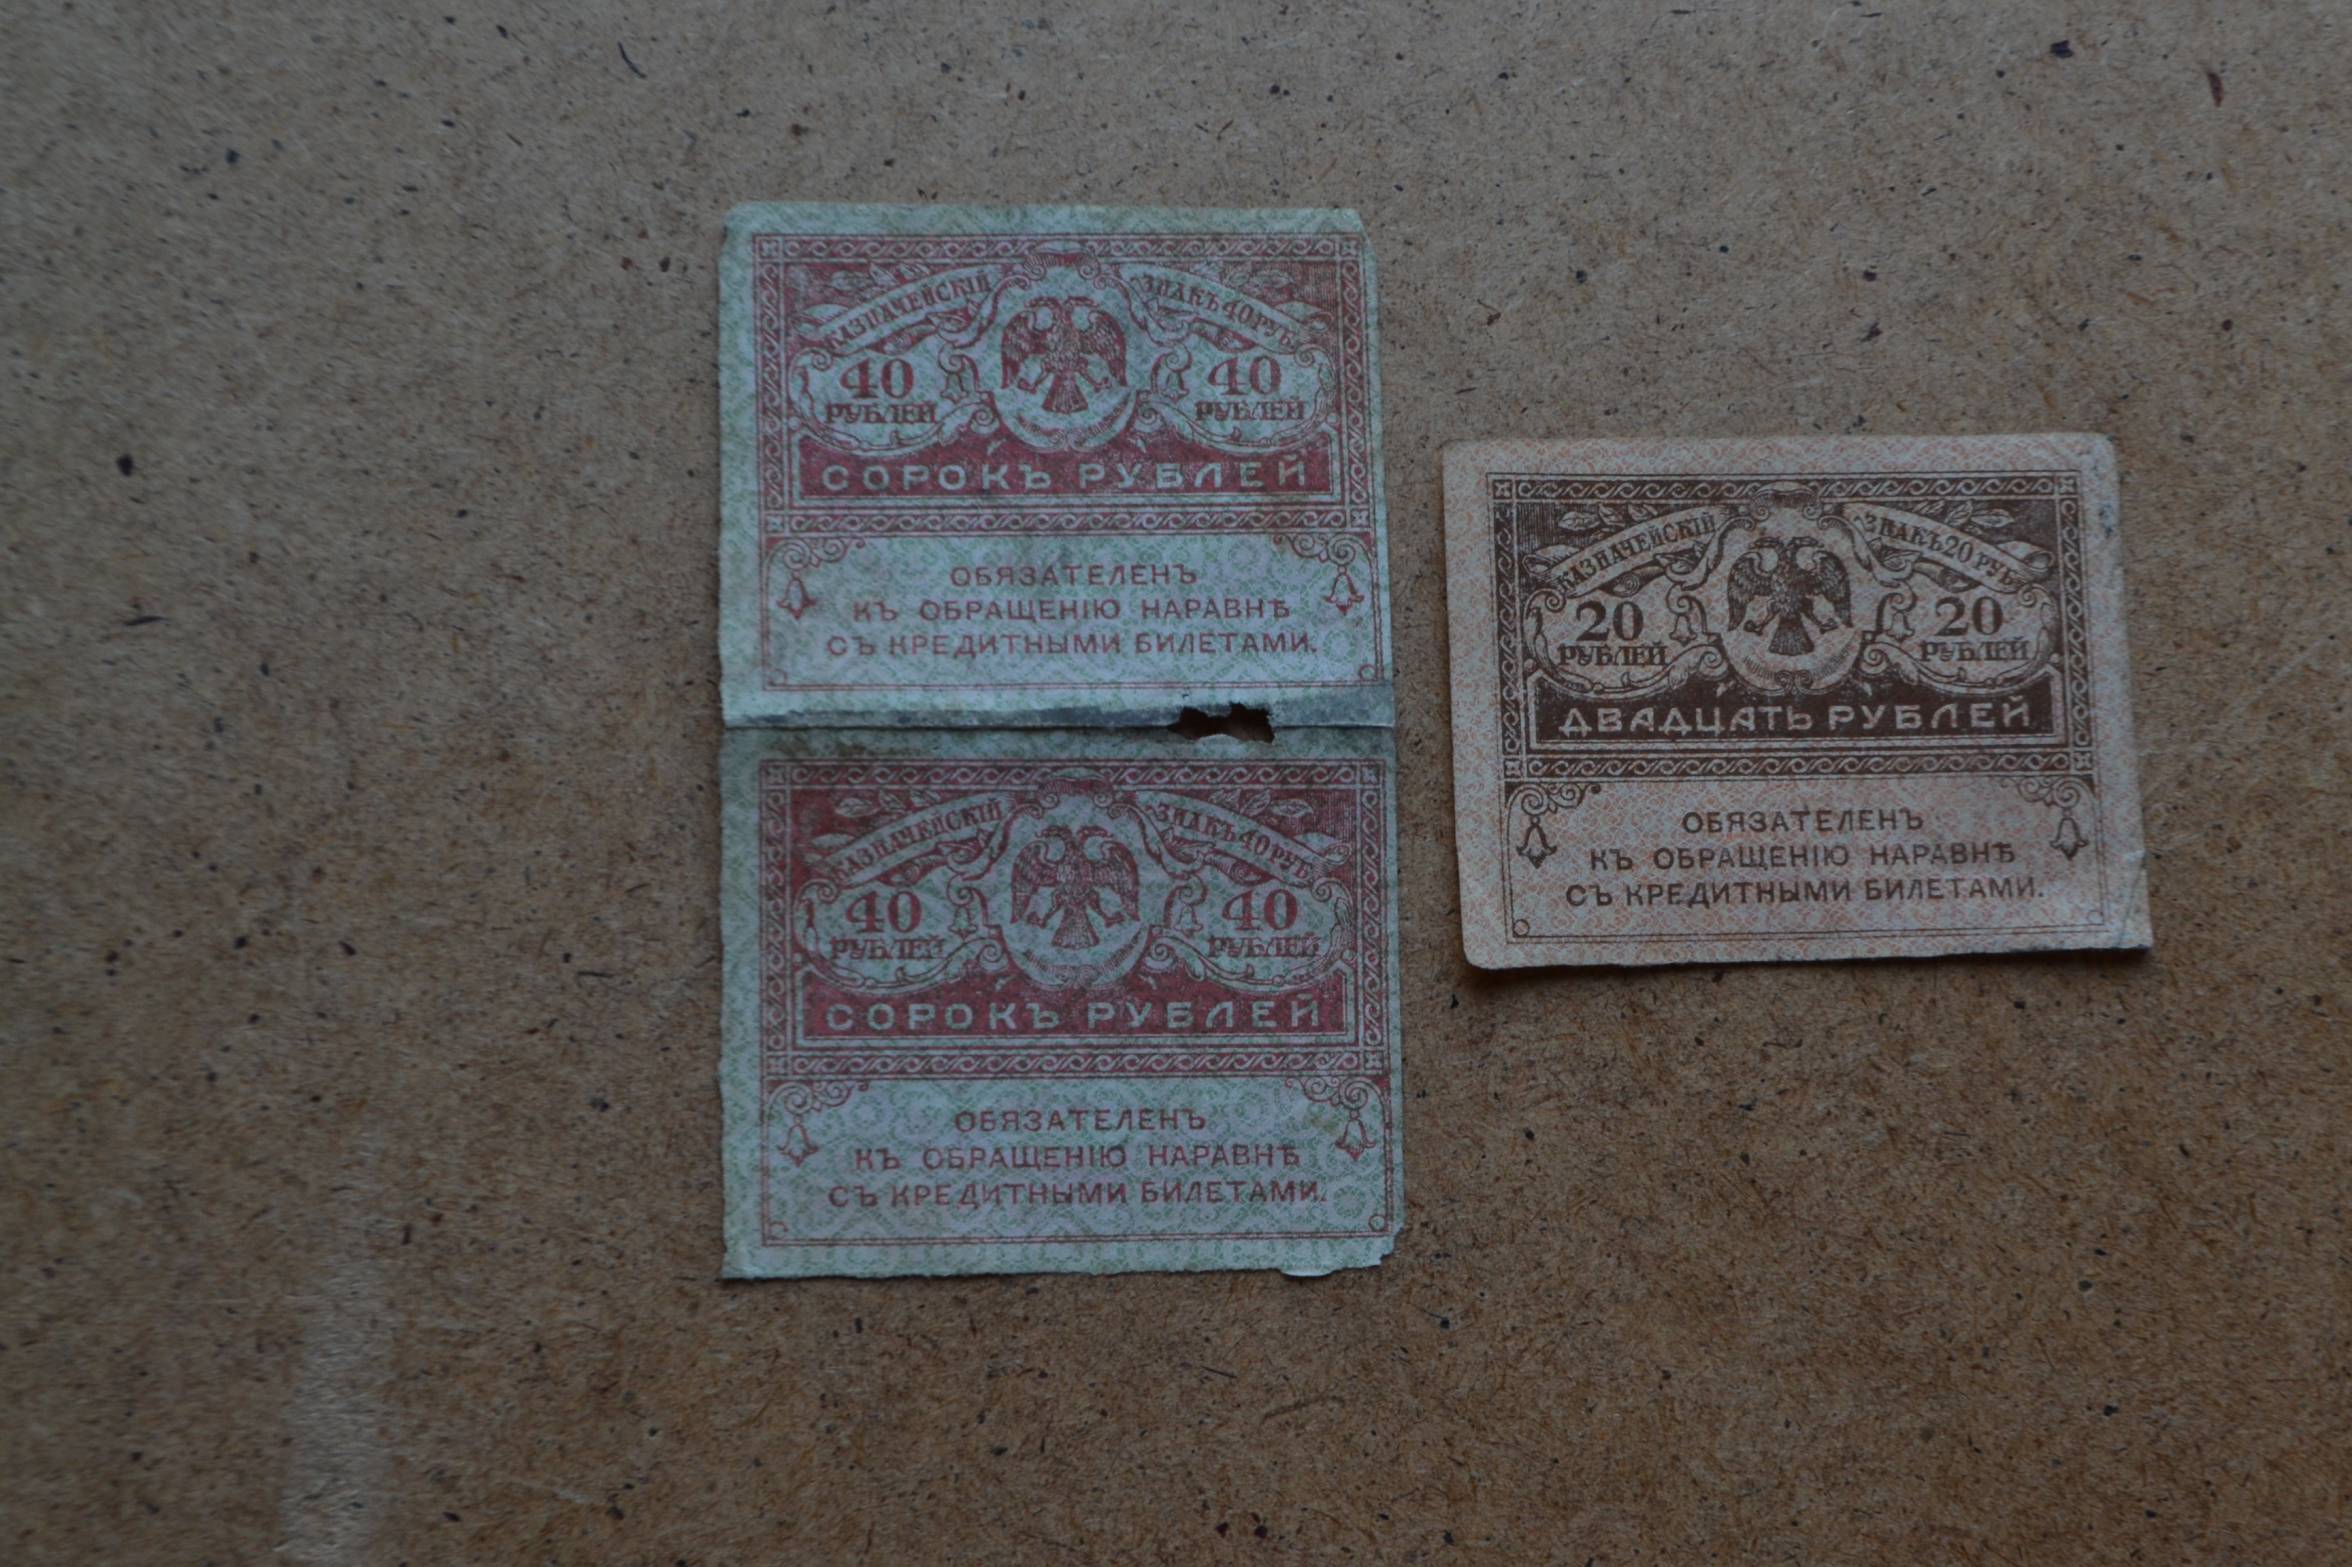 КАЗНАЧЕЙСКІЙ ЗНАКЪ 40 РУБ.
40 40
РУБЛЕЙ РУБЛЕЙ
СОРОКЪ РУБЛЕЙ
ОБЯЗАТЕЛЕНЪ
КЪ ОБРАЩЕНІЮ НАРАВНѢ
СЪ КРЕДИТНЫМИ БИЛЕТАМИ.
КАЗНАЧЕЙСКІЙ ЗНАКЪ 40 РУБ.
40 40
РУБЛЕЙ РУБЛЕЙ
СОРОКЪ РУБЛЕЙ
ОБЯЗАТЕЛЕНЪ
КЪ ОБРАЩЕНІЮ НАРАВНѢ
СЪ КРЕДИТНЫМИ БИЛЕТАМИ.
КАЗНАЧЕЙСКІЙ ЗНАКЪ 20 РУБ.
20 20
РУБЛЕЙ РУБЛЕЙ
ДВАДЦАТЬ РУБЛЕЙ
ОБЯЗАТЕЛЕНЪ
КЪ ОБРАЩЕНІЮ НАРАВНѢ
СЪ КРЕДИТНЫМИ БИЛЕТАМИ.